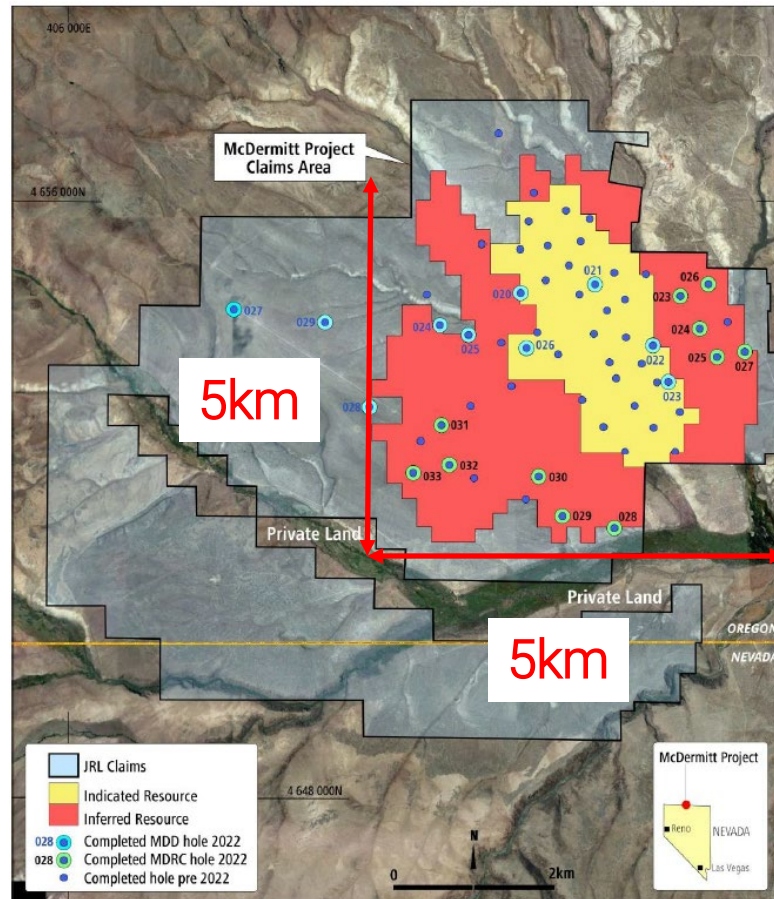 406 000E
McDermitt Project
Claims Area
4 656 000N
021
026
020
023
027
029
024
024
025
026
022
025
027
023
5km
028
031
033
032
030
029
028
Private Land
Private Land
OREGON
5km
NEVADA
JRL Claims
Indicated Resource
Inferred Resource
028 Completed MDD hole 2022
028 Completed MDRC hole 2022
Completed hole pre 2022
4 648 000N
N
0
2km
McDermitt Project
Reno
NEVADA
Las Vegas